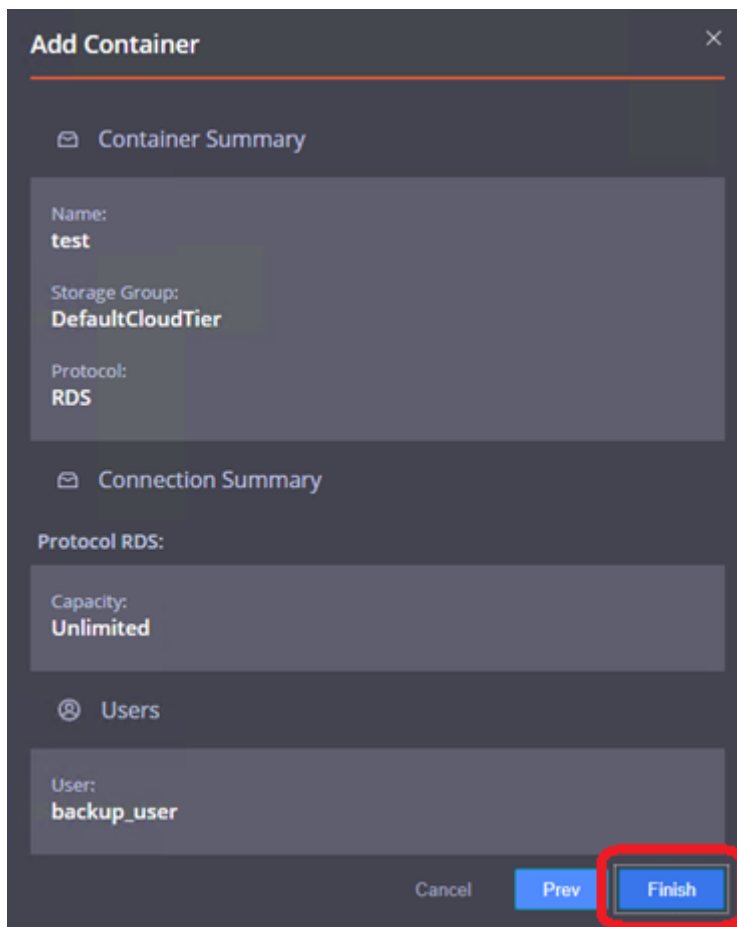 Add Container
Container Summary
Name:
test
Storage Group:
DefaultCloudTier
Protocol:
RDS
Connection Summary
Protocol RDS:
Capacity:
Unlimited
Users
User:
backup_user
Cancel Prev Finish